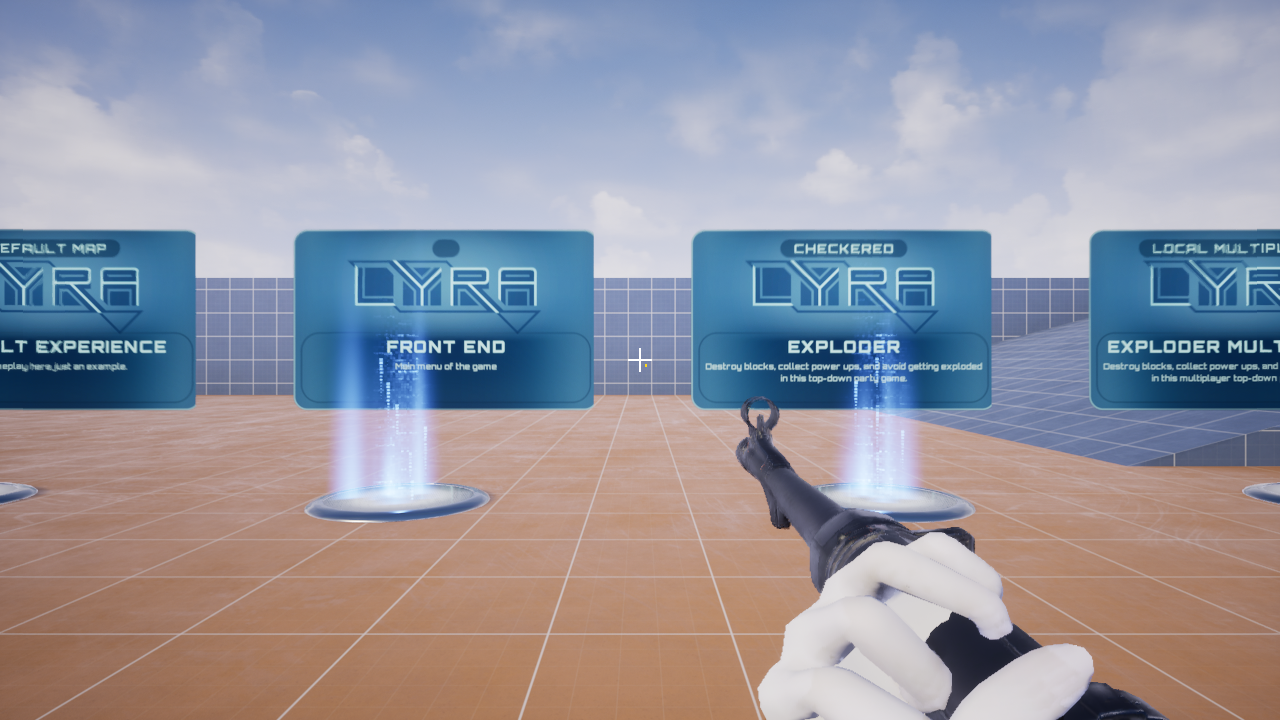 EFAULT MAP
LYRA
LT EXPERIENCE
eplay here, just an example.
LYRA
FRONT END
Main menu of the game
CHECKERED
LYRA
EXPLODER
Destroy blocks, collect power ups, and avoid getting exploded
in this top-down party game.
LOCAL MULTIPL
LYR
EXPLODER MULT
Destroy blocks, collect power ups, and
in this multiplayer top-down